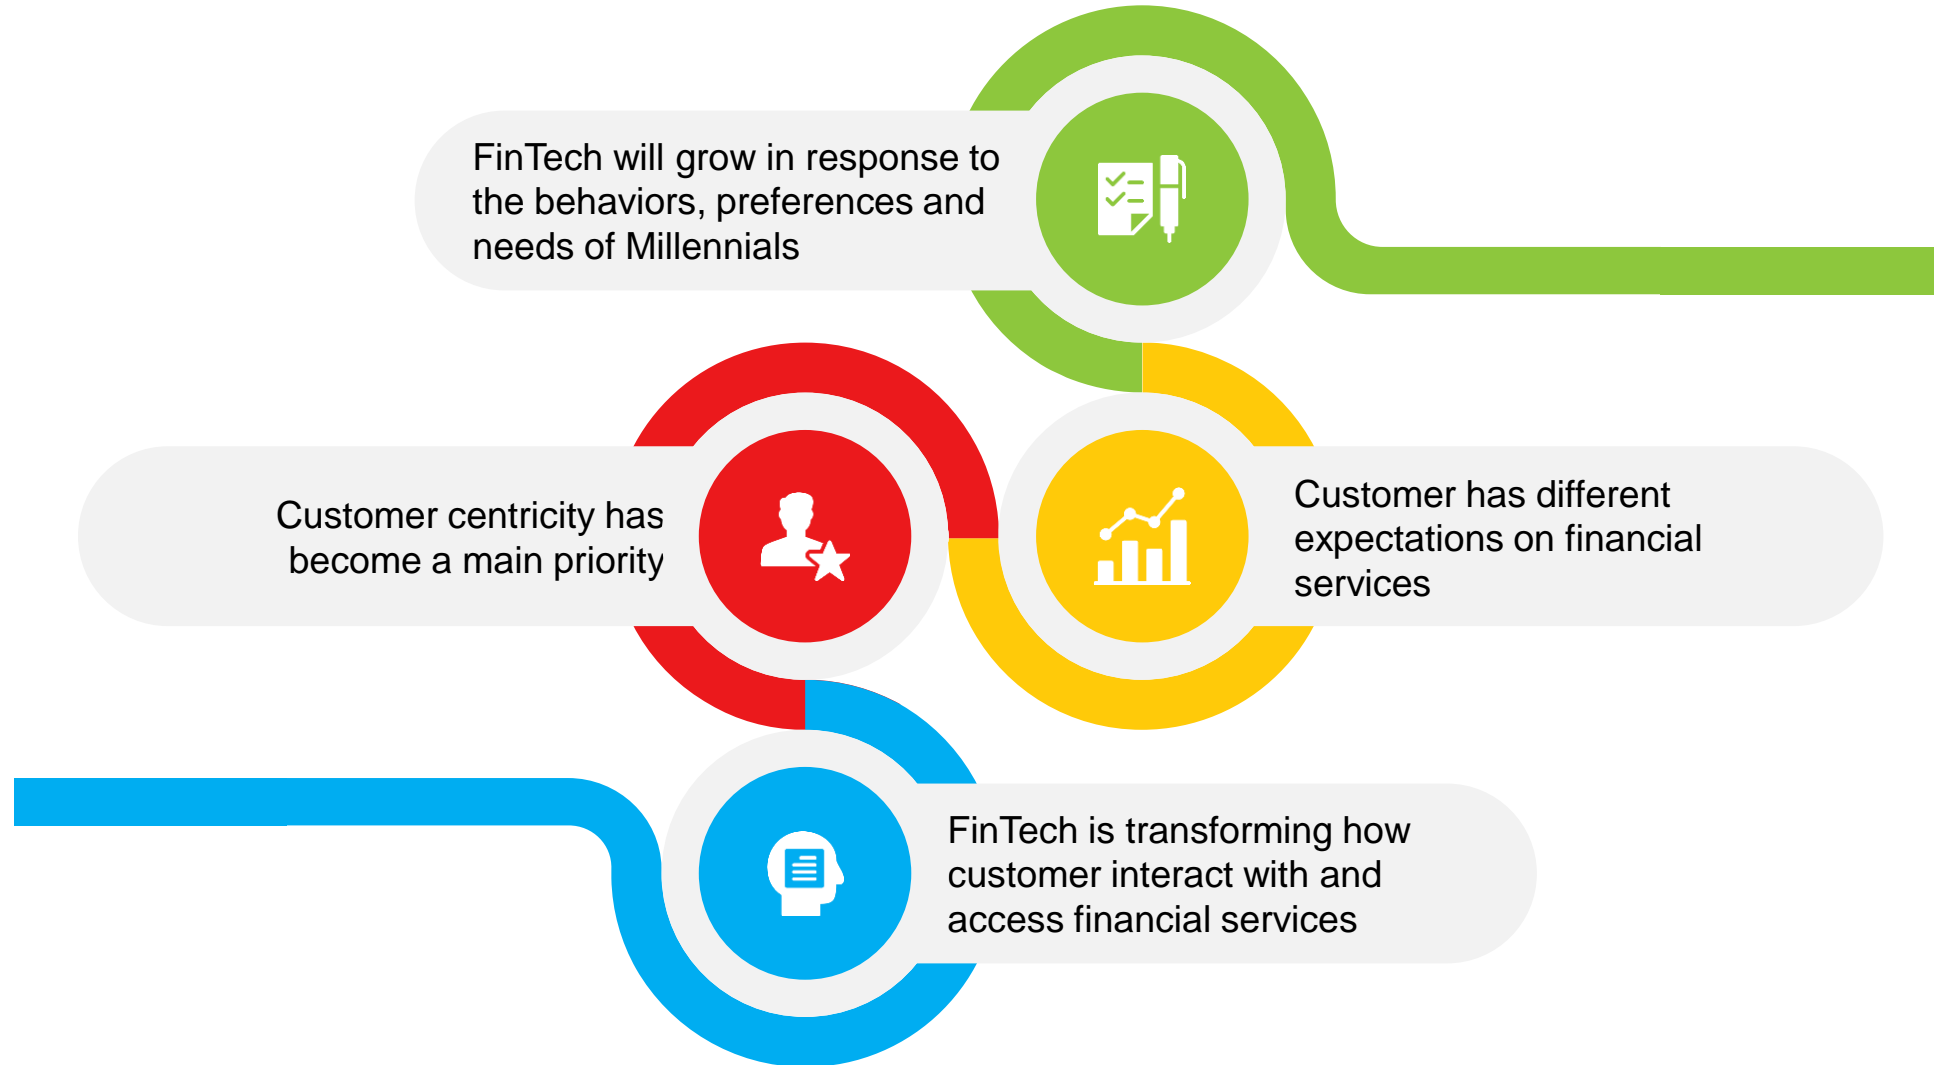 FinTech will grow in response to
the behaviors, preferences and
needs of Millennials
Customer centricity has
become a main priority
Customer has different
expectations on financial
services
FinTech is transforming how
customer interact with and
access financial services